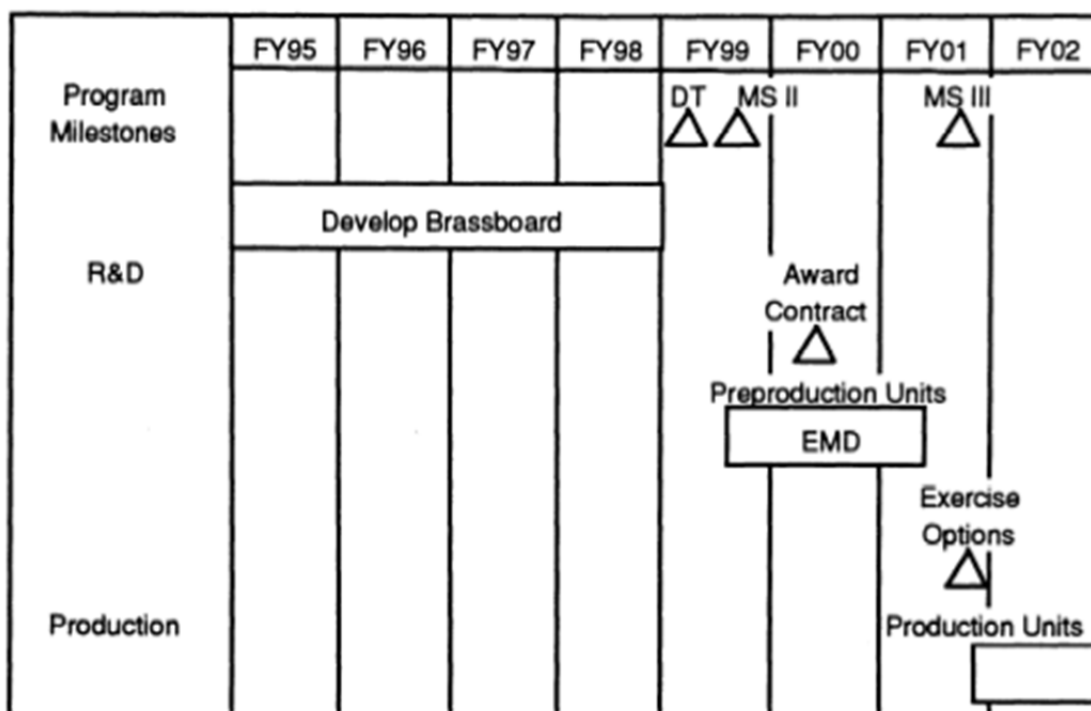 FY95 FY96 FY97 FY98 FY99 FY00 FY01 FY02
Program
Milestones
DT MS II MS III
Develop Brassboard
R&D
Award
Contract
Preproduction Units
EMD
Exercise
Options
Production
Production Units